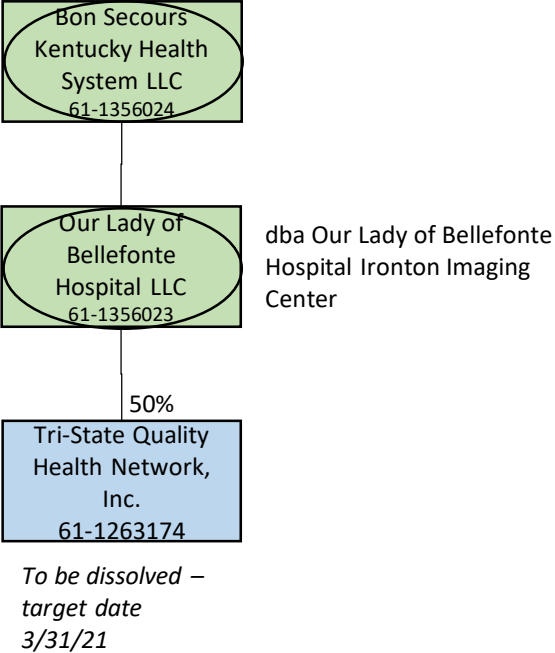 Bon Secours
Kentucky Health
System LLC
61-1356024
Our Lady of
Bellefonte
Hospital LLC
61-1356023
dba Our Lady of Bellefonte
Hospital Ironton Imaging
Center
50%
Tri-State Quality
Health Network,
Inc.
61-1263174
To be dissolved –
target date
3/31/21